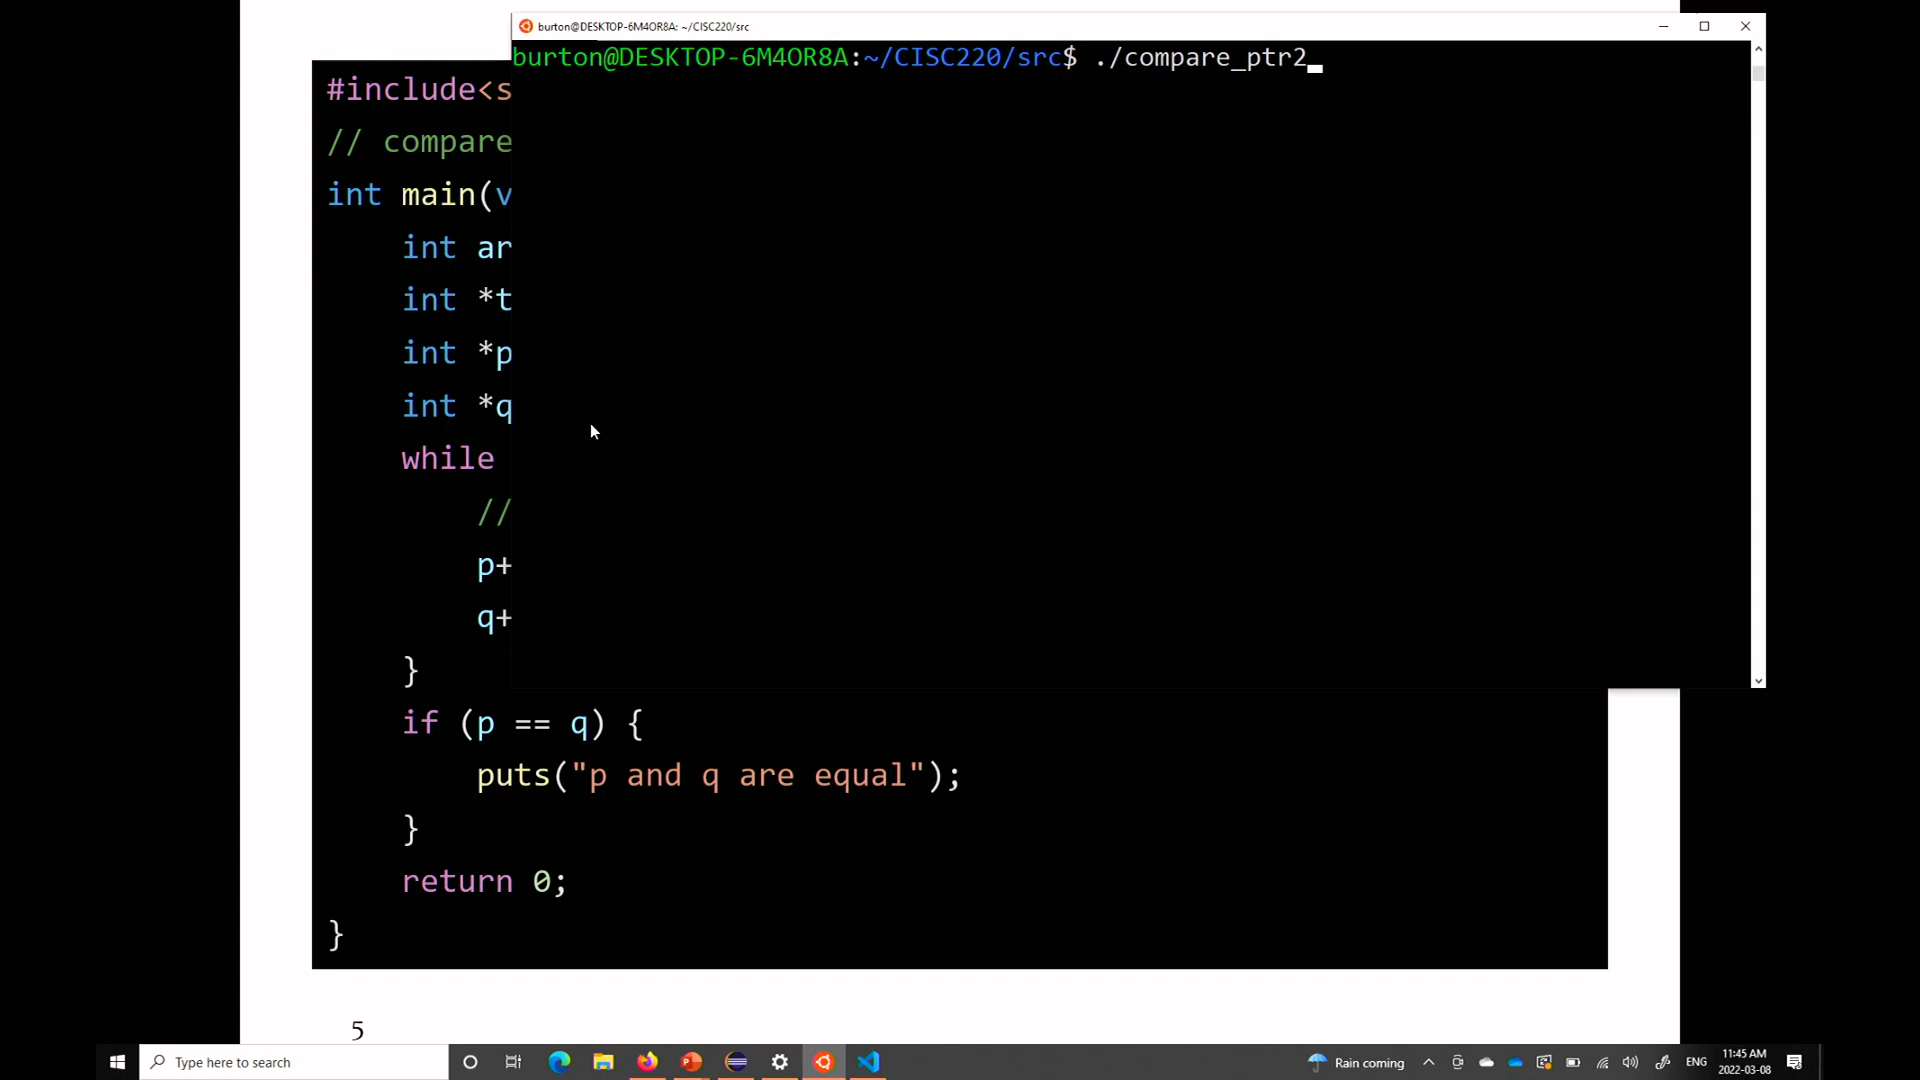 burton@DESKTOP-6M4OR8A: ~/CISC220/src
burton@DESKTOP-6M4OR8A:~/CISC220/src$ ./compare_ptr2
#include<s
// compare
int main(v
int ar
int *t
int *p
int *q
while
//
p+
q+
}
if (p == q) {
puts("p and q are equal");
}
return 0;
}
5
Type here to search
Rain coming
ENG
11:45 AM
2022-03-08